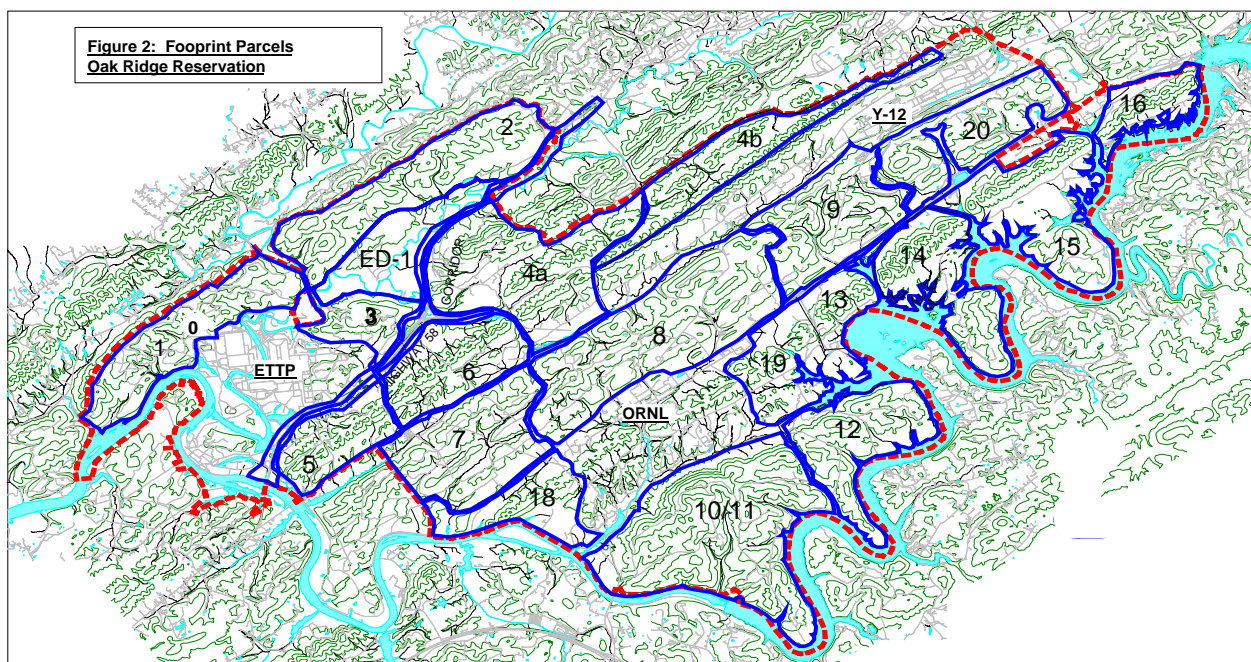 Figure 2: Fooprint Parcels
Oak Ridge Reservation
2
4b
Y-12
20
16
9
ED-1
CORRIDOR
4a
14
15
0
1
3
HIGHWAY 58
8
13
ETTP
6
19
ORNL
12
5
7
18
10/11